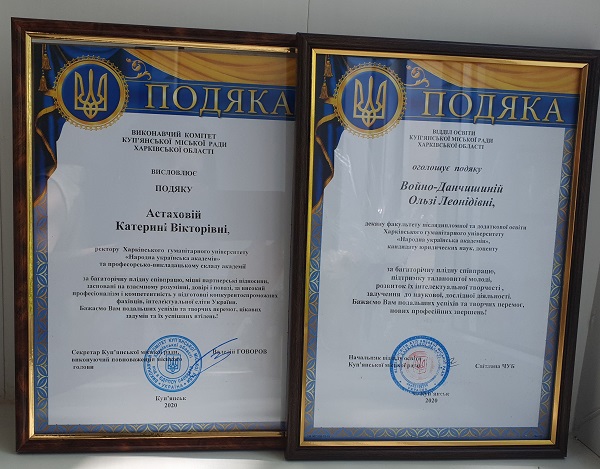 ПОДЯКА
ВИКОНАВЧИЙ КОМІТЕТ
КУП'ЯНСЬКОЇ МІСЬКОЇ РАДИ
ХАРКІВСЬКОЇ ОБЛАСТІ
ВИСЛОВЛЮЄ
ПОДЯКУ
Астаховій
Катерині Вікторівні,
ректору Харківського гуманітарного університету
«Народна українська академія»
та професорсько-викладацькому складу академії
за багаторічну плідну співпрацю, міцні партнерські відносини,
засновані на взаємному розумінні, довірі і повазі, за високий
професіоналізм і компетентність у підготовці конкурентоспроможних
фахівців, інтелектуальної еліти України.
Бажаємо Вам подальших успіхів та творчих перемог, цікавих
задумів та їх успішних втілень!
Секретар Куп'янської міської ради,
виконуючий повноваження міського
голови
Валерій ГОВОРОВ
Куп'янськ
2020
ПОДЯКА
ВІДДІЛ ОСВІТИ
КУП'ЯНСЬКОЇ МІСЬКОЇ РАДИ
ХАРКІВСЬКОЇ ОБЛАСТІ
оголошує подяку
Войно-Данчишиній
Ользі Леонідівні,
декану факультету післядипломної та додаткової освіти
Харківського гуманітарного університету
«Народна українська академія»,
кандидату юридичних наук, доценту
за багаторічну плідну співпрацю,
підтримку талановитої молоді,
розвиток їх інтелектуальної творчості ,
залучення до наукової, дослідної діяльності.
Бажаємо Вам подальших успіхів та творчих перемог,
нових професійних звершень!
Начальник відділу освіти
Куп'янської міської ради
Світлана ЧУБ
Куп'янськ
2020